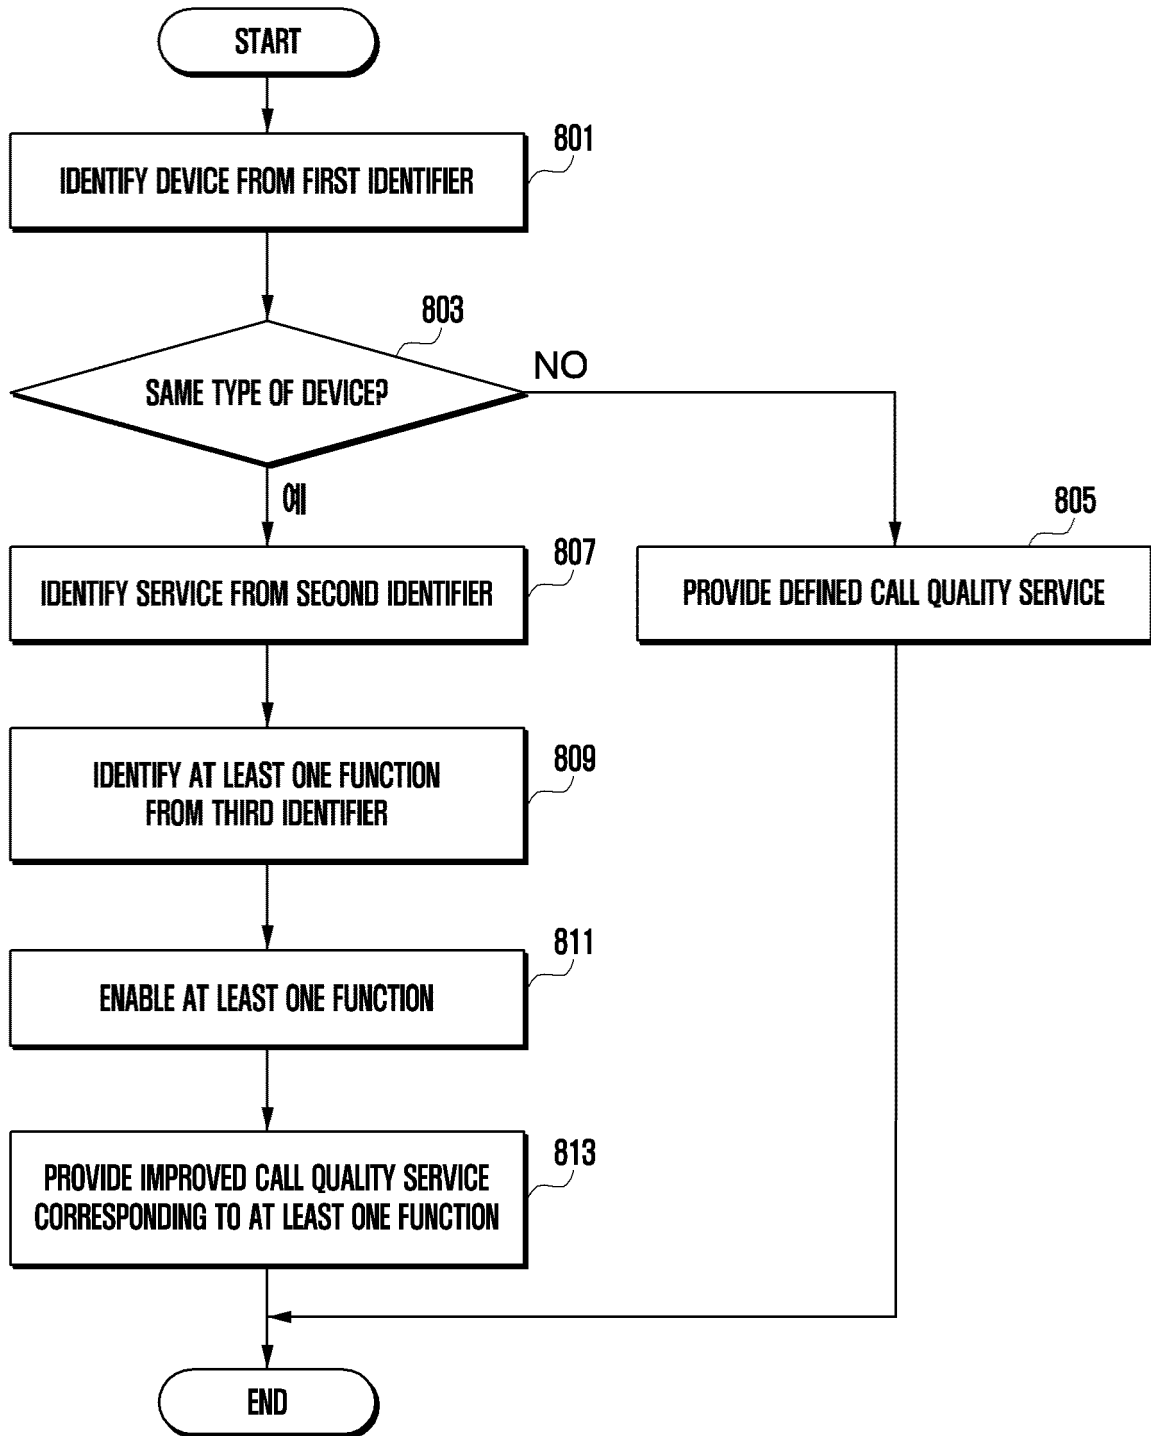 START
801
IDENTIFY DEVICE FROM FIRST IDENTIFIER
803
SAME TYPE OF DEVICE?
NO
예
805
PROVIDE DEFINED CALL QUALITY SERVICE
807
IDENTIFY SERVICE FROM SECOND IDENTIFIER
809
IDENTIFY AT LEAST ONE FUNCTION
FROM THIRD IDENTIFIER
811
ENABLE AT LEAST ONE FUNCTION
813
PROVIDE IMPROVED CALL QUALITY SERVICE
CORRESPONDING TO AT LEAST ONE FUNCTION
END